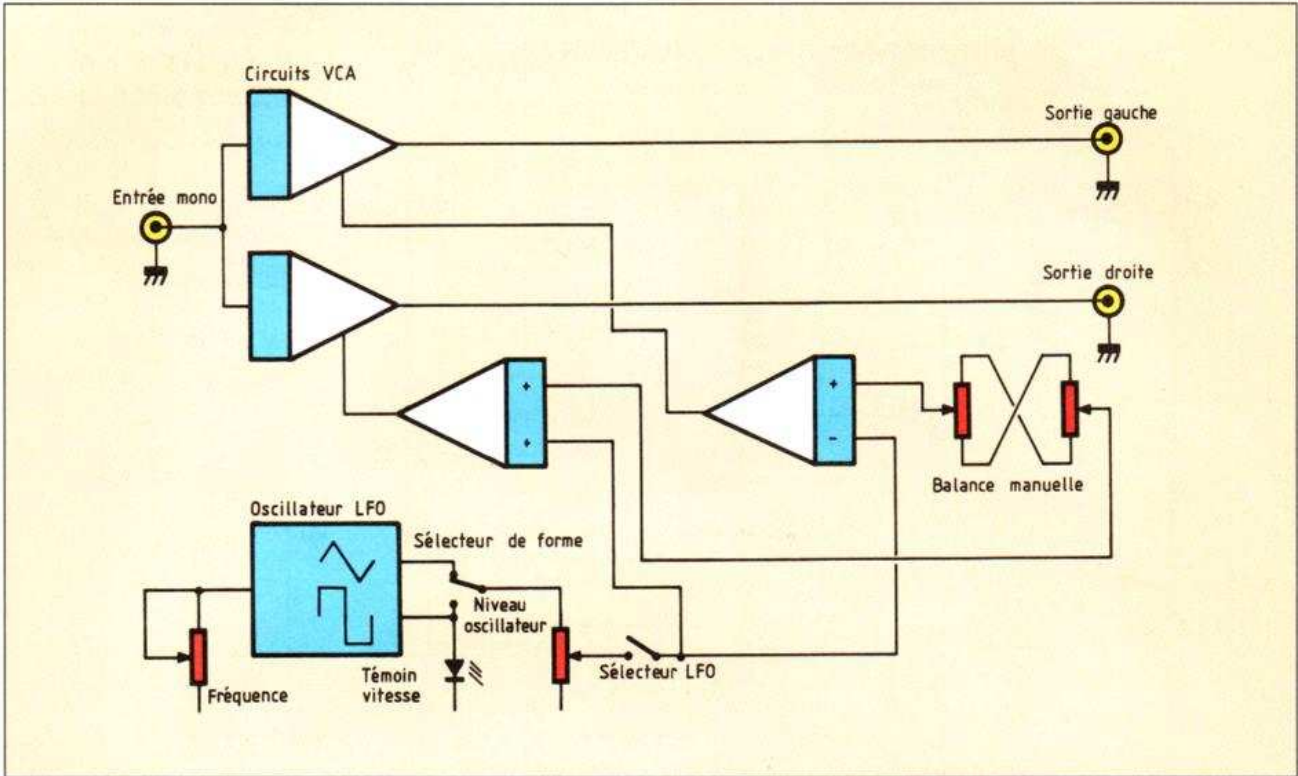 Circuits VCA
Sortie gauche
Entrée mono
Sortie droite
+
+
+
-
Balance manuelle
Oscillateur LFO
Sélecteur de forme
Niveau
oscillateur
Témoin
vitesse
Sélecteur LFO
Fréquence